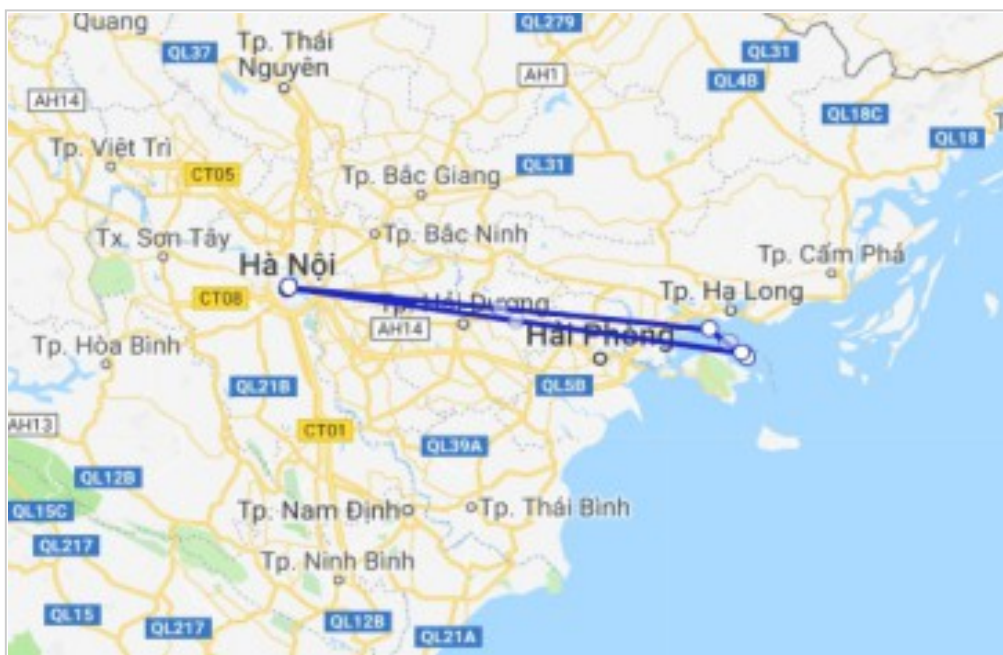 Quang
QL279
QL31
QL37
Tp. Thái
Nguyên
AH1
QL4B
AH14
QL18C
QL18
Tp. Việt Trì
CT05
QL31
Tp. Bắc Giang
Tx. Sơn Tây
Tp. Bắc Ninh
Tp. Cẩm Phả
Hà Nội
CT08
Tp. Hạ Long
Tp. Hải Dương
AH14
Hải Phòng
Tp. Hòa Bình
QL21B
QL5B
AH13
CT01
QL39A
QL12B
QL15C
Tp. Nam Định
Tp. Thái Bình
QL217
Tp. Ninh Bình
QL15
QL217
QL12B
QL21A